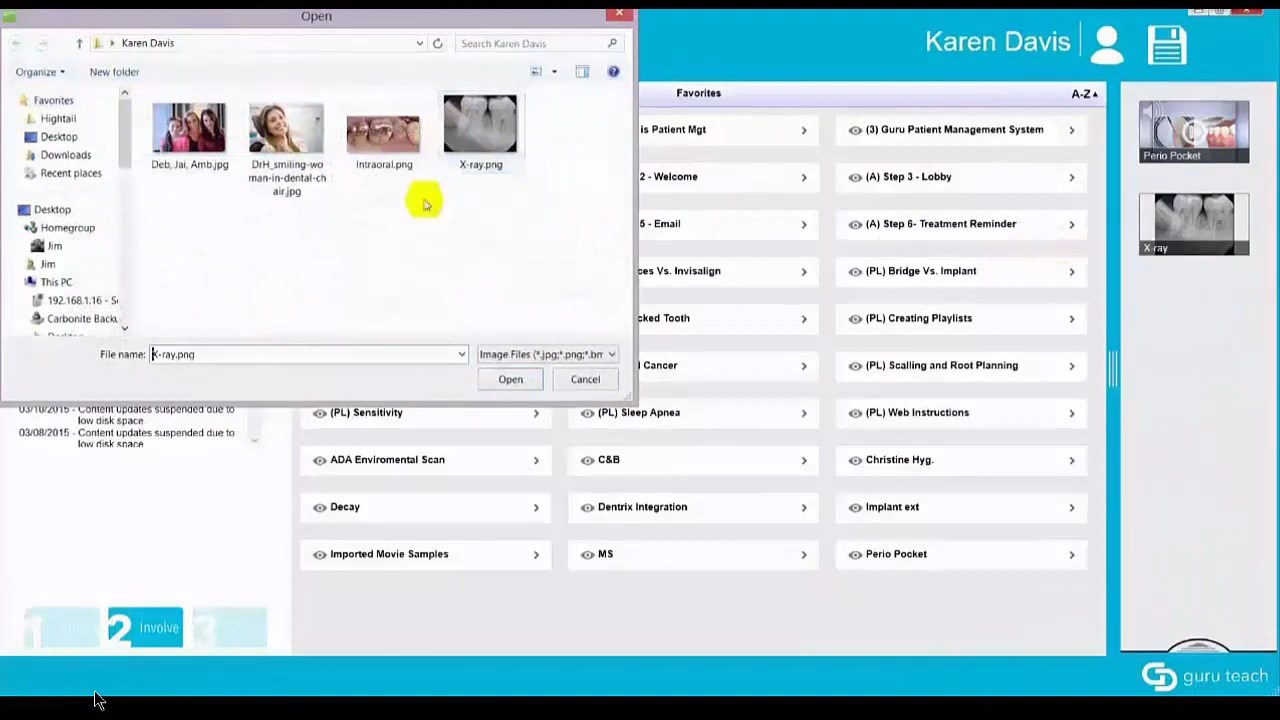 Open
Karen Davis
Search Karen Davis
Organize
New folder
Favorites
Hightail
Desktop
Downloads
Recent places
Desktop
Homegroup
Jim
Jim
This PC
192.168.1.16 - S
Carbonite Back
Deb, Jai, Amb.jpg
DrH_smiling-wo
man-in-dental-ch
air.jpg
Intraoral.png
X-ray.png
File name:
X-ray.png
Image Files (*.jpg;*.png;*.bm
Open
Cancel
Karen Davis
Favorites
A-Z
is Patient Mgt
(3) Guru Patient Management System
2 - Welcome
(A) Step 3 - Lobby
5 - Email
(A) Step 6- Treatment Reminder
ces Vs. Invisalign
(PL) Bridge Vs. Implant
cked Tooth
(PL) Creating Playlists
l Cancer
(PL) Scalling and Root Planning
(PL) Sensitivity
(PL) Sleep Apnea
(PL) Web Instructions
ADA Enviromental Scan
C&B
Christine Hyg.
Decay
Dentrix Integration
Implant ext
Imported Movie Samples
MS
Perio Pocket
03/10/2015 - Content updates suspended due to
low disk space
03/08/2015 - Content updates suspended due to
low disk space
1
2 Involve
3
Perio Pocket
X-ray
guru teach